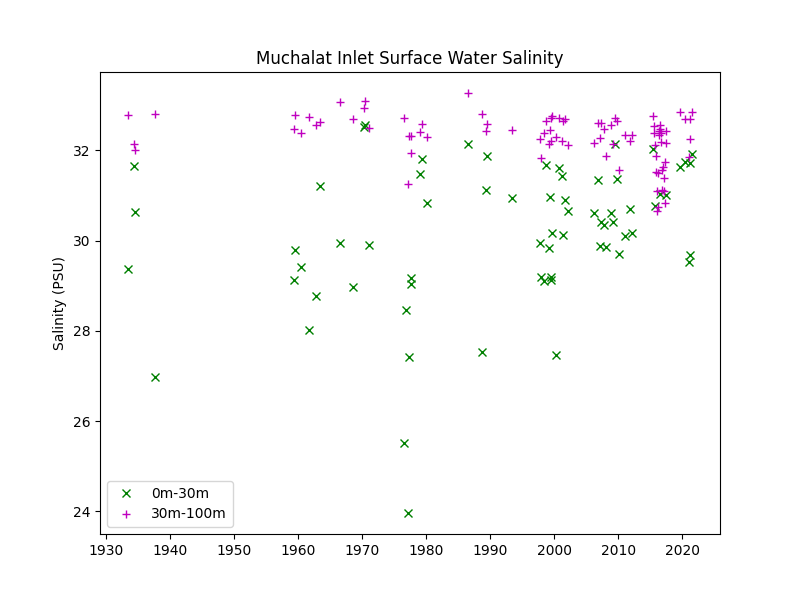 Muchalat Inlet Surface Water Salinity
Salinity (PSU)
32
30
28
26
24
0m-30m
30m-100m
1930 1940 1950 1960 1970 1980 1990 2000 2010 2020